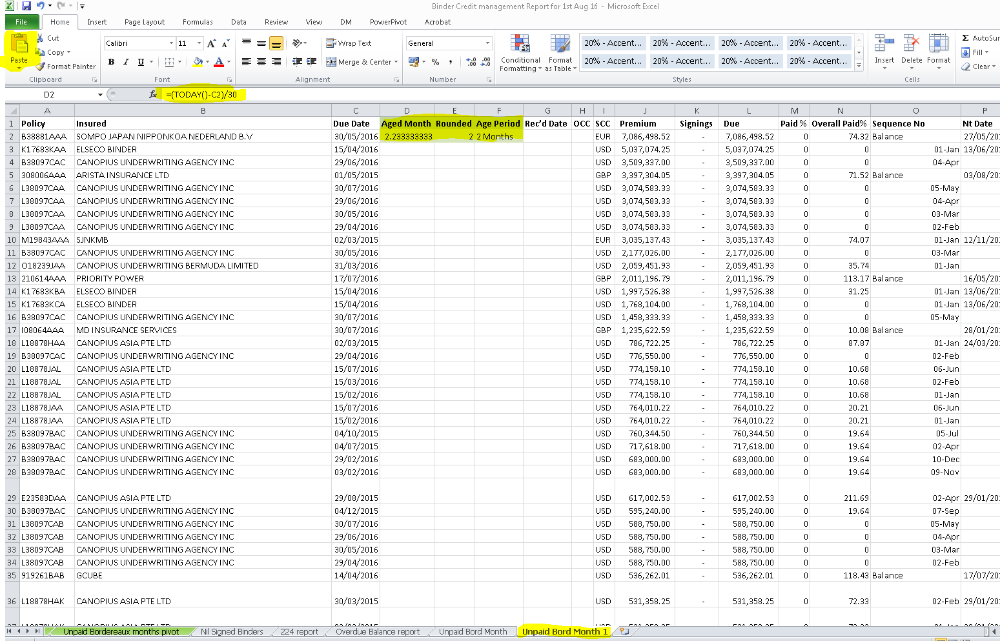 Binder Credit management Report for 1st Aug 16 - Microsoft Excel
File Home Insert Page Layout Formulas Data Review View DM PowerPivot Acrobat
Paste Cut Copy Format Painter
Calibri 11 B I U
Wrap Text Merge & Center
General % ,
Conditional Formatting Format as Table
20% - Accent... 20% - Accent... 20% - Accent... 20% - Accent...
20% - Accent... 20% - Accent... 20% - Accent... 20% - Accent...
Insert Delete Format
Σ AutoSur Fill Clear
Clipboard Font Alignment Number Styles Cells
D2 fx =(TODAY()-C2)/30
A B C D E F G H I J K L M N O P
1 Policy Insured Due Date Aged Month Rounded Age Period Rec'd Date OCC SCC Premium Signings Due Paid % Overall Paid% Sequence No Nt Date
2 B38881AAA SOMPO JAPAN NIPPONKOA NEDERLAND B.V 30/05/2016 2.233333333 2 2 Months EUR 7,086,498.52 - 7,086,498.52 0 74.32 Balance 27/05/20
3 K17683KAA ELSECO BINDER 15/04/2016 USD 5,037,074.25 - 5,037,074.25 0 0 01-Jan 13/06/20
4 B38097CAC CANOPIUS UNDERWRITING AGENCY INC 29/06/2016 USD 3,509,337.00 - 3,509,337.00 0 0 04-Apr
5 308006AAA ARISTA INSURANCE LTD 01/05/2015 GBP 3,397,304.05 - 3,397,304.05 0 71.52 Balance 03/08/20
6 L38097CAA CANOPIUS UNDERWRITING AGENCY INC 30/07/2016 USD 3,074,583.33 - 3,074,583.33 0 0 05-May
7 L38097CAA CANOPIUS UNDERWRITING AGENCY INC 29/06/2016 USD 3,074,583.33 - 3,074,583.33 0 0 04-Apr
8 L38097CAA CANOPIUS UNDERWRITING AGENCY INC 30/05/2016 USD 3,074,583.33 - 3,074,583.33 0 0 03-Mar
9 L38097CAA CANOPIUS UNDERWRITING AGENCY INC 29/04/2016 USD 3,074,583.33 - 3,074,583.33 0 0 02-Feb
10 M19843AAA SJNKMB 02/03/2015 EUR 3,035,137.43 - 3,035,137.43 0 74.07 01-Jan 12/11/20
11 B38097CAC CANOPIUS UNDERWRITING AGENCY INC 30/05/2016 USD 2,177,026.00 - 2,177,026.00 0 0 03-Mar
12 O18239JAA CANOPIUS UNDERWRITING BERMUDA LIMITED 31/03/2016 USD 2,059,451.93 - 2,059,451.93 0 35.74 01-Jan
13 210614AAA PRIORITY POWER 17/07/2016 GBP 2,011,196.79 - 2,011,196.79 0 113.17 Balance 16/05/20
14 K17683KBA ELSECO BINDER 15/04/2016 USD 1,997,526.38 - 1,997,526.38 0 31.25 01-Jan 13/06/20
15 K17683KCA ELSECO BINDER 15/04/2016 USD 1,768,104.00 - 1,768,104.00 0 0 01-Jan 13/06/20
16 B38097CAC CANOPIUS UNDERWRITING AGENCY INC 30/07/2016 USD 1,458,333.33 - 1,458,333.33 0 0 05-May
17 I08064AAA MD INSURANCE SERVICES 30/07/2016 GBP 1,235,622.59 - 1,235,622.59 0 10.08 Balance 28/01/20
18 L18878HAA CANOPIUS ASIA PTE LTD 02/03/2015 USD 786,722.25 - 786,722.25 0 87.87 01-Jan 24/03/20
19 B38097CAC CANOPIUS UNDERWRITING AGENCY INC 29/04/2016 USD 776,550.00 - 776,550.00 0 0 02-Feb
20 L18878JAL CANOPIUS ASIA PTE LTD 15/07/2016 USD 774,158.10 - 774,158.10 0 10.68 06-Jun
21 L18878JAL CANOPIUS ASIA PTE LTD 15/03/2016 USD 774,158.10 - 774,158.10 0 10.68 02-Feb
22 L18878JAL CANOPIUS ASIA PTE LTD 15/02/2016 USD 774,158.10 - 774,158.10 0 10.68 01-Jan
23 L18878JAA CANOPIUS ASIA PTE LTD 15/07/2016 USD 764,010.22 - 764,010.22 0 20.21 06-Jun
24 L18878JAA CANOPIUS ASIA PTE LTD 15/02/2016 USD 764,010.22 - 764,010.22 0 20.21 01-Jan
25 B38097BAC CANOPIUS UNDERWRITING AGENCY INC 04/10/2015 USD 760,344.50 - 760,344.50 0 19.64 05-Jul
26 B38097BAC CANOPIUS UNDERWRITING AGENCY INC 04/07/2015 USD 717,618.00 - 717,618.00 0 19.64 02-Apr
27 B38097BAC CANOPIUS UNDERWRITING AGENCY INC 29/02/2016 USD 683,000.00 - 683,000.00 0 19.64 10-Dec
28 B38097BAC CANOPIUS UNDERWRITING AGENCY INC 03/02/2016 USD 683,000.00 - 683,000.00 0 19.64 09-Nov
29 E23583DAA CANOPIUS ASIA PTE LTD 29/08/2015 USD 617,002.53 - 617,002.53 0 211.69 02-Apr 29/01/20
30 B38097BAC CANOPIUS UNDERWRITING AGENCY INC 04/12/2015 USD 595,240.00 - 595,240.00 0 19.64 07-Sep
31 L38097CAB CANOPIUS UNDERWRITING AGENCY INC 30/07/2016 USD 588,750.00 - 588,750.00 0 0 05-May
32 L38097CAB CANOPIUS UNDERWRITING AGENCY INC 29/06/2016 USD 588,750.00 - 588,750.00 0 0 04-Apr
33 L38097CAB CANOPIUS UNDERWRITING AGENCY INC 30/05/2016 USD 588,750.00 - 588,750.00 0 0 03-Mar
34 L38097CAB CANOPIUS UNDERWRITING AGENCY INC 29/04/2016 USD 588,750.00 - 588,750.00 0 0 02-Feb
35 919261BAB GCUBE 14/04/2016 USD 536,262.01 - 536,262.01 0 118.43 Balance 17/07/20
36 L18878HAK CANOPIUS ASIA PTE LTD 30/03/2015 USD 531,358.25 - 531,358.25 0 72.33 02-Feb 29/01/20
Unpaid Bordereaux months pivot Nil Signed Binders 224 report Overdue Balance report Unpaid Bord Month Unpaid Bord Month 1